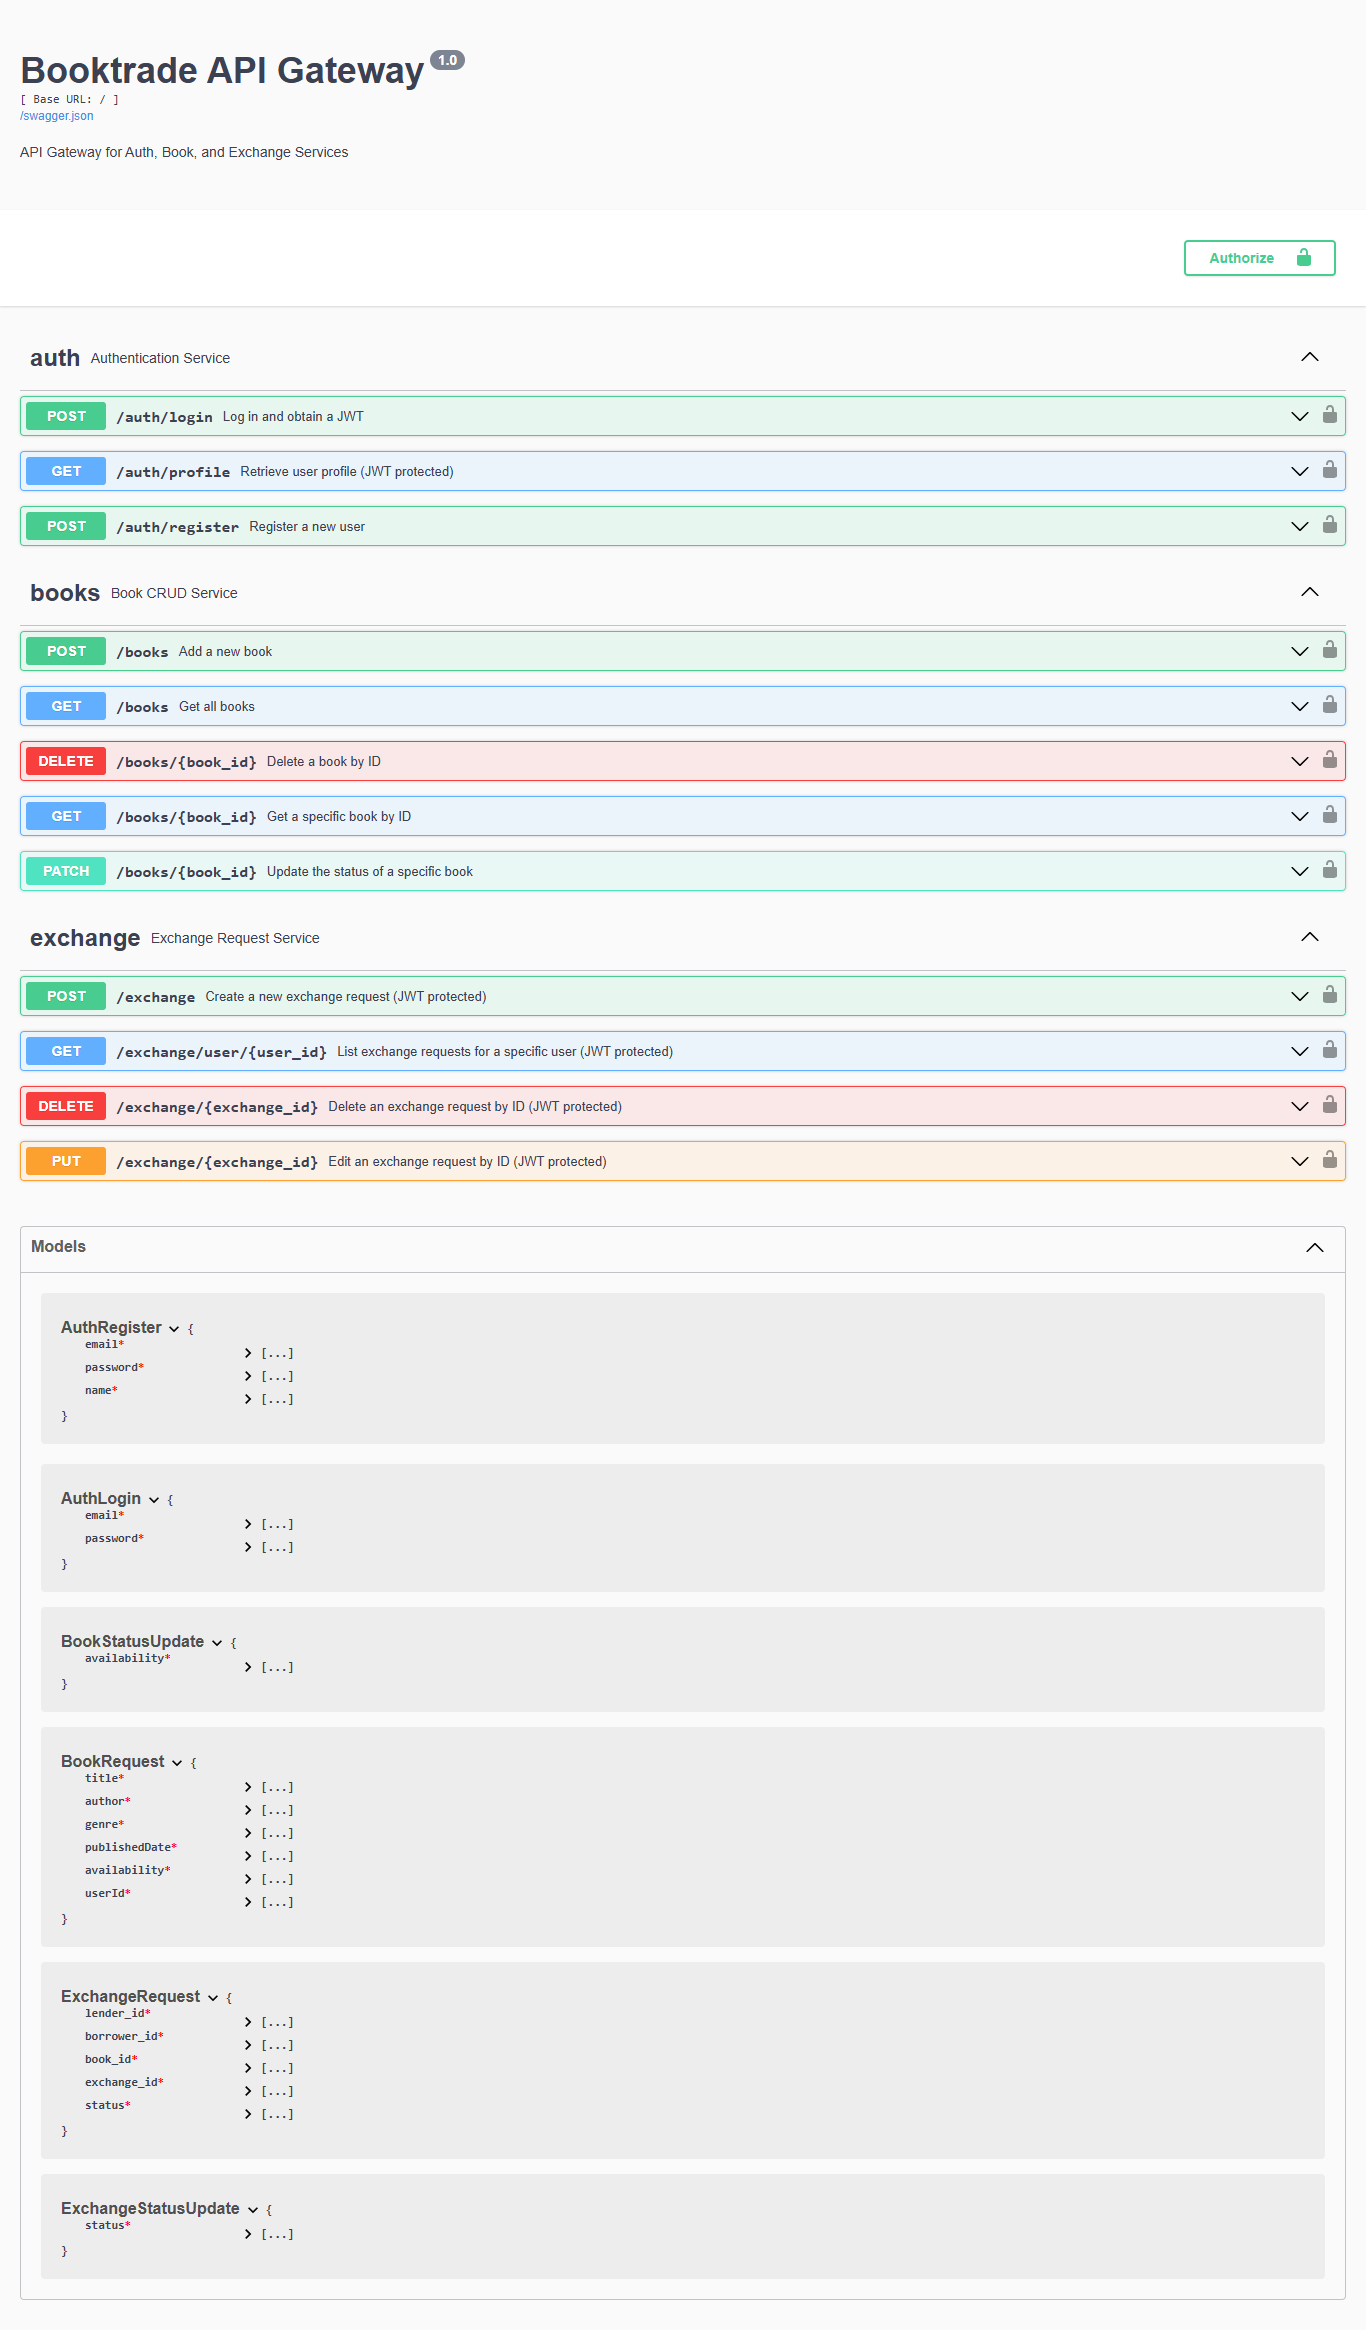 Booktrade API Gateway 1.0
[ Base URL: / ]
/swagger.json
API Gateway for Auth, Book, and Exchange Services
Authorize
auth Authentication Service
POST /auth/login Log in and obtain a JWT
GET /auth/profile Retrieve user profile (JWT protected)
POST /auth/register Register a new user
books Book CRUD Service
POST /books Add a new book
GET /books Get all books
DELETE /books/{book_id} Delete a book by ID
GET /books/{book_id} Get a specific book by ID
PATCH /books/{book_id} Update the status of a specific book
exchange Exchange Request Service
POST /exchange Create a new exchange request (JWT protected)
GET /exchange/user/{user_id} List exchange requests for a specific user (JWT protected)
DELETE /exchange/{exchange_id} Delete an exchange request by ID (JWT protected)
PUT /exchange/{exchange_id} Edit an exchange request by ID (JWT protected)
Models
AuthRegister {
email* [...]
password* [...]
name* [...]
}
AuthLogin {
email* [...]
password* [...]
}
BookStatusUpdate {
availability* [...]
}
BookRequest {
title* [...]
author* [...]
genre* [...]
publishedDate* [...]
availability* [...]
userId* [...]
}
ExchangeRequest {
lender_id* [...]
borrower_id* [...]
book_id* [...]
exchange_id* [...]
status* [...]
}
ExchangeStatusUpdate {
status* [...]
}